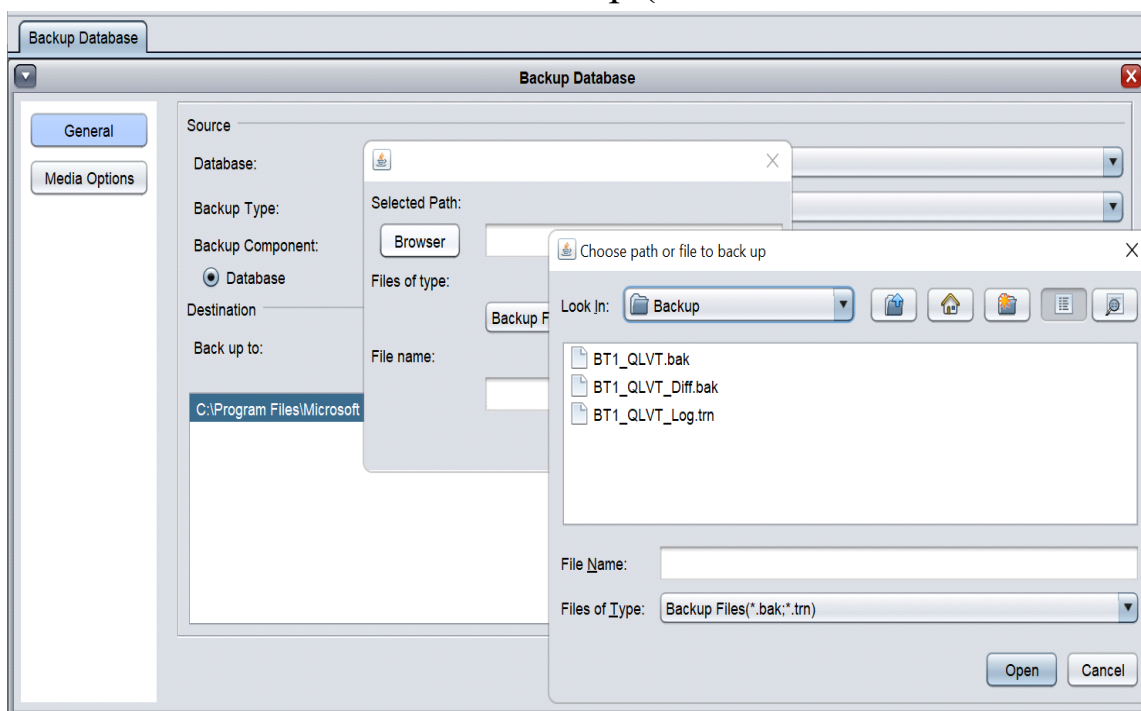 Backup Database
Backup Database
General
Media Options
Source
Database:
Backup Type:
Backup Component:
Database
Destination
Back up to:
C:\Program Files\Microsoft
Selected Path:
Browser
Files of type:
Backup F
File name:
Choose path or file to back up
Look In:
Backup
BT1_QLVT.bak
BT1_QLVT_Diff.bak
BT1_QLVT_Log.trn
File Name:
Files of Type:
Backup Files(*.bak;*.trn)
Open
Cancel